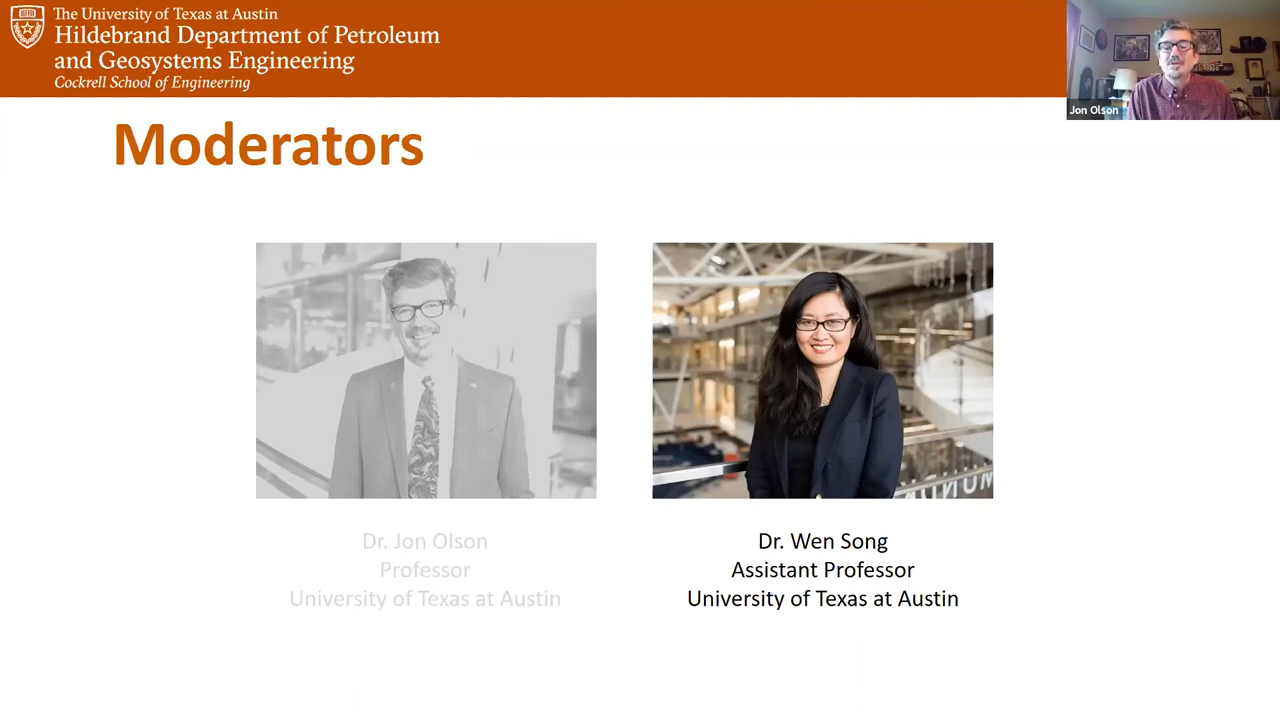 The University of Texas at Austin
Hildebrand Department of Petroleum
and Geosystems Engineering
Cockrell School of Engineering
Jon Olson
Moderators
Dr. Jon Olson
Professor
University of Texas at Austin
Dr. Wen Song
Assistant Professor
University of Texas at Austin